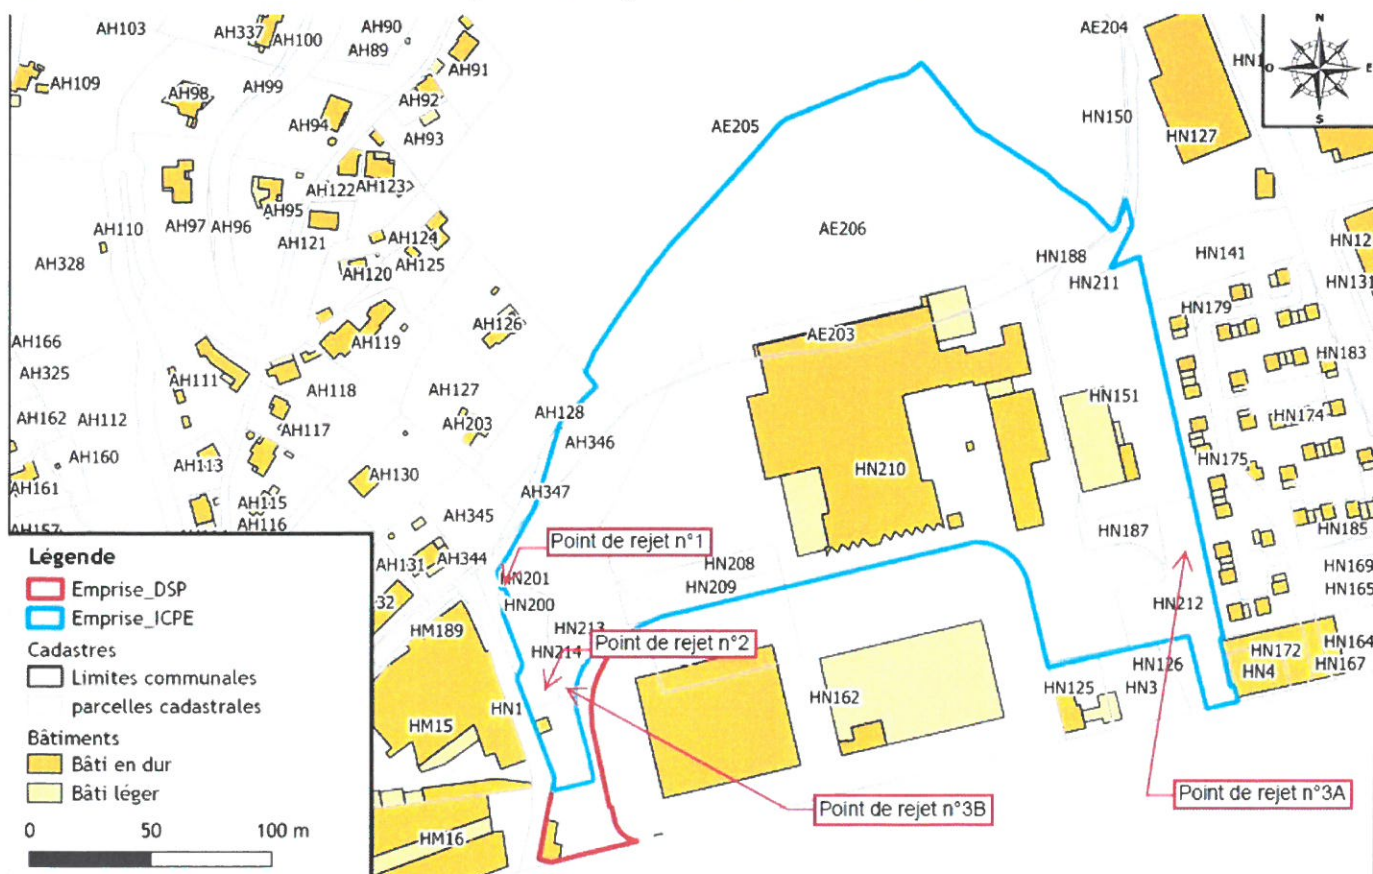 AH103
AH337
AH100
AH90
AH89
AH91
AE204
N
O
E
S
AH109
AH98
AH99
AH92
AH94
AH93
AE205
HN150
HN127
AH122
AH123
AH95
AH110
AH97
AH96
AH121
AH124
AH125
AE206
HN141
HN12
AH328
AH120
HN188
HN211
HN131
AH126
HN179
AH166
AH119
AE203
HN183
AH325
AH111
AH118
AH127
HN151
AH162
AH112
AH128
AH203
AH117
AH346
HN174
AH160
AH113
AH130
HN210
HN175
AH161
AH347
AH115
AH116
AH345
AH157
HN187
HN185
Légende
Emprise_DSP
Emprise_ICPE
Cadastres
Limites communales
parcelles cadastrales
Bâtiments
Bâti en dur
Bâti léger
0 50 100 m
Point de rejet n°1
AH131
AH344
HN201
HN208
HN209
HN200
HN169
HN165
32
HM189
HN213
HN212
Point de rejet n°2
HN214
HN172
HN164
HN126
HN4
HN167
HN1
HN162
HN125
HN3
HM15
Point de rejet n°3B
Point de rejet n°3A
HM16